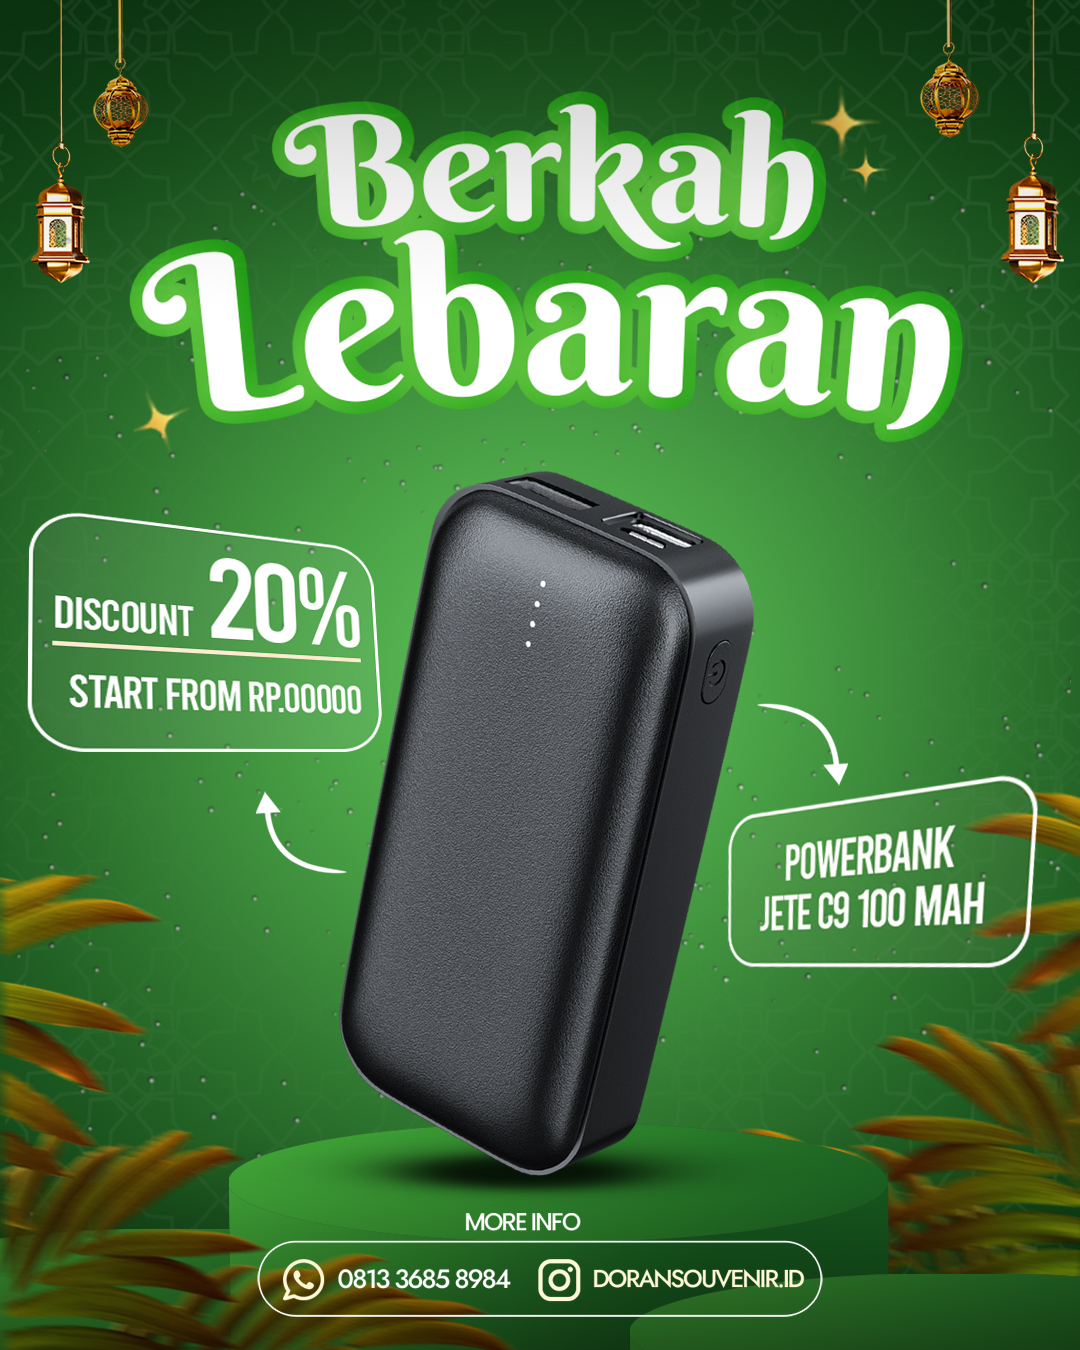 Berkah
Lebaran
DISCOUNT 20%
START FROM RP.00000
POWERBANK
JETE C9 100 MAH
MORE INFO
0813 3685 8984
DORANSOUVENIR.ID